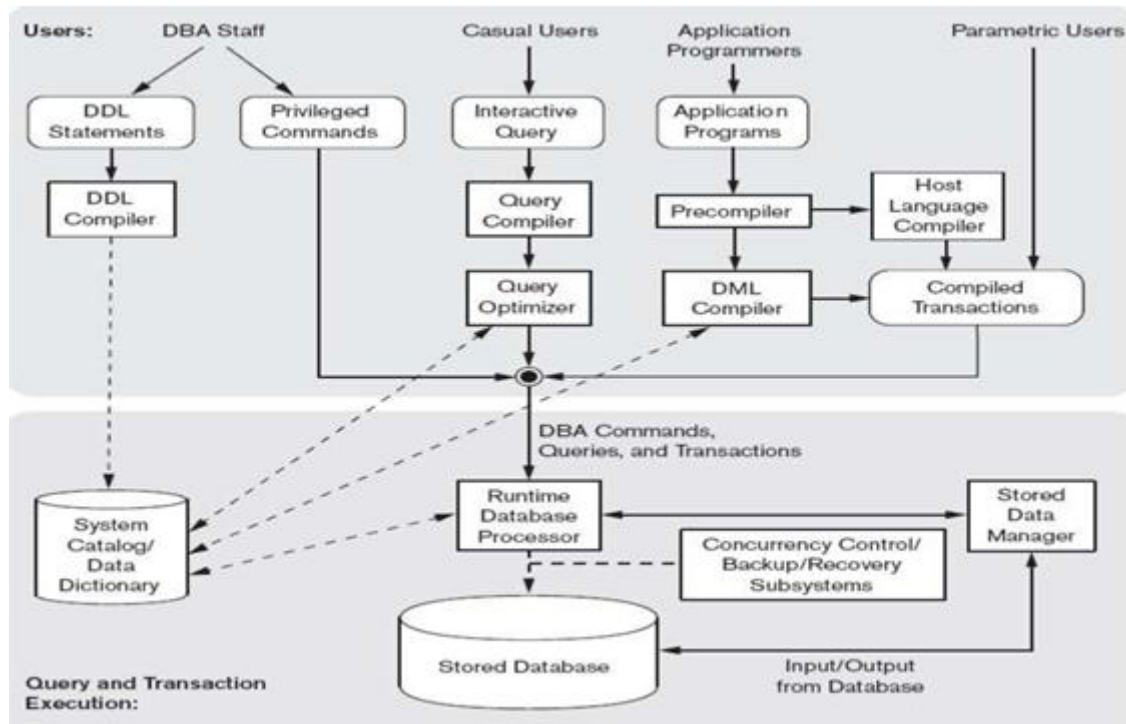 Users:
DBA Staff
Casual Users
Application
Programmers
Parametric Users
DDL
Statements
Privileged
Commands
Interactive
Query
Application
Programs
DDL
Compiler
Query
Compiler
Precompiler
Host
Language
Compiler
Query
Optimizer
DML
Compiler
Compiled
Transactions
DBA Commands,
Queries, and Transactions
System
Catalog/
Data
Dictionary
Runtime
Database
Processor
Stored
Data
Manager
Concurrency Control/
Backup/Recovery
Subsystems
Stored Database
Input/Output
from Database
Query and Transaction
Execution: